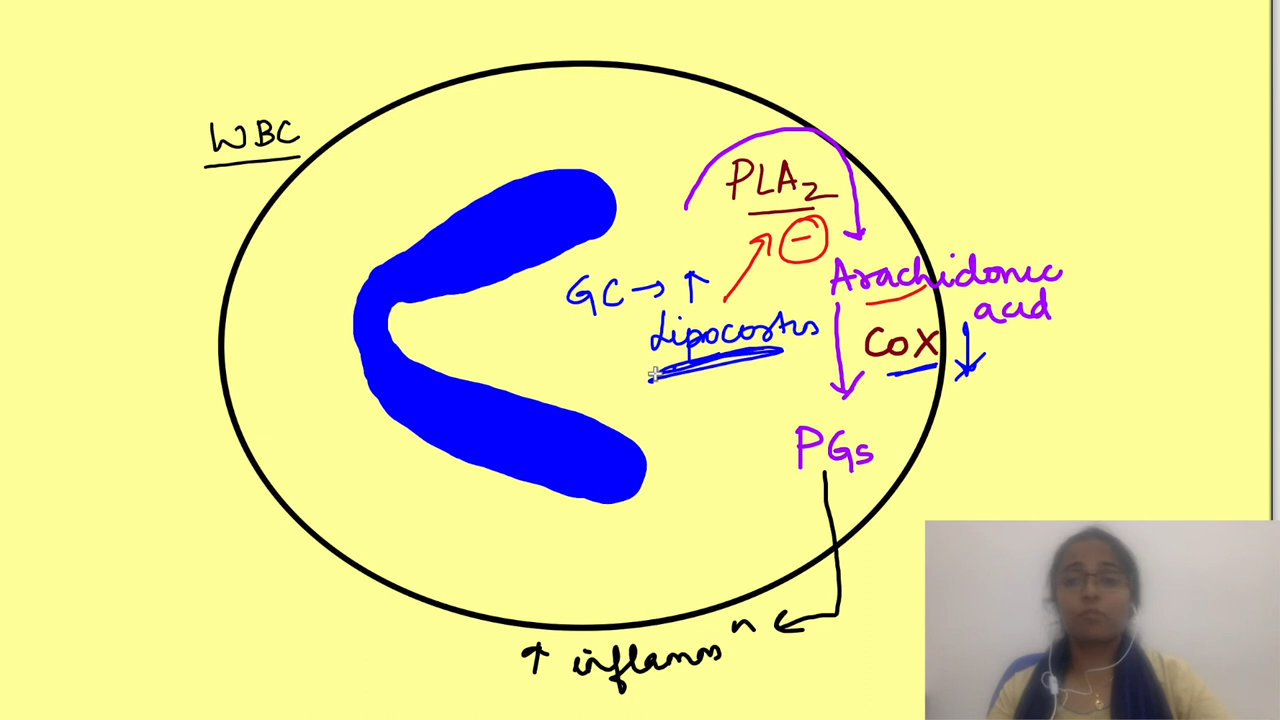 WBC
PLA2
Arachidonic
acid
GC → ↑
Lipocortins
COX ↓
PGs
↑ inflamm^n